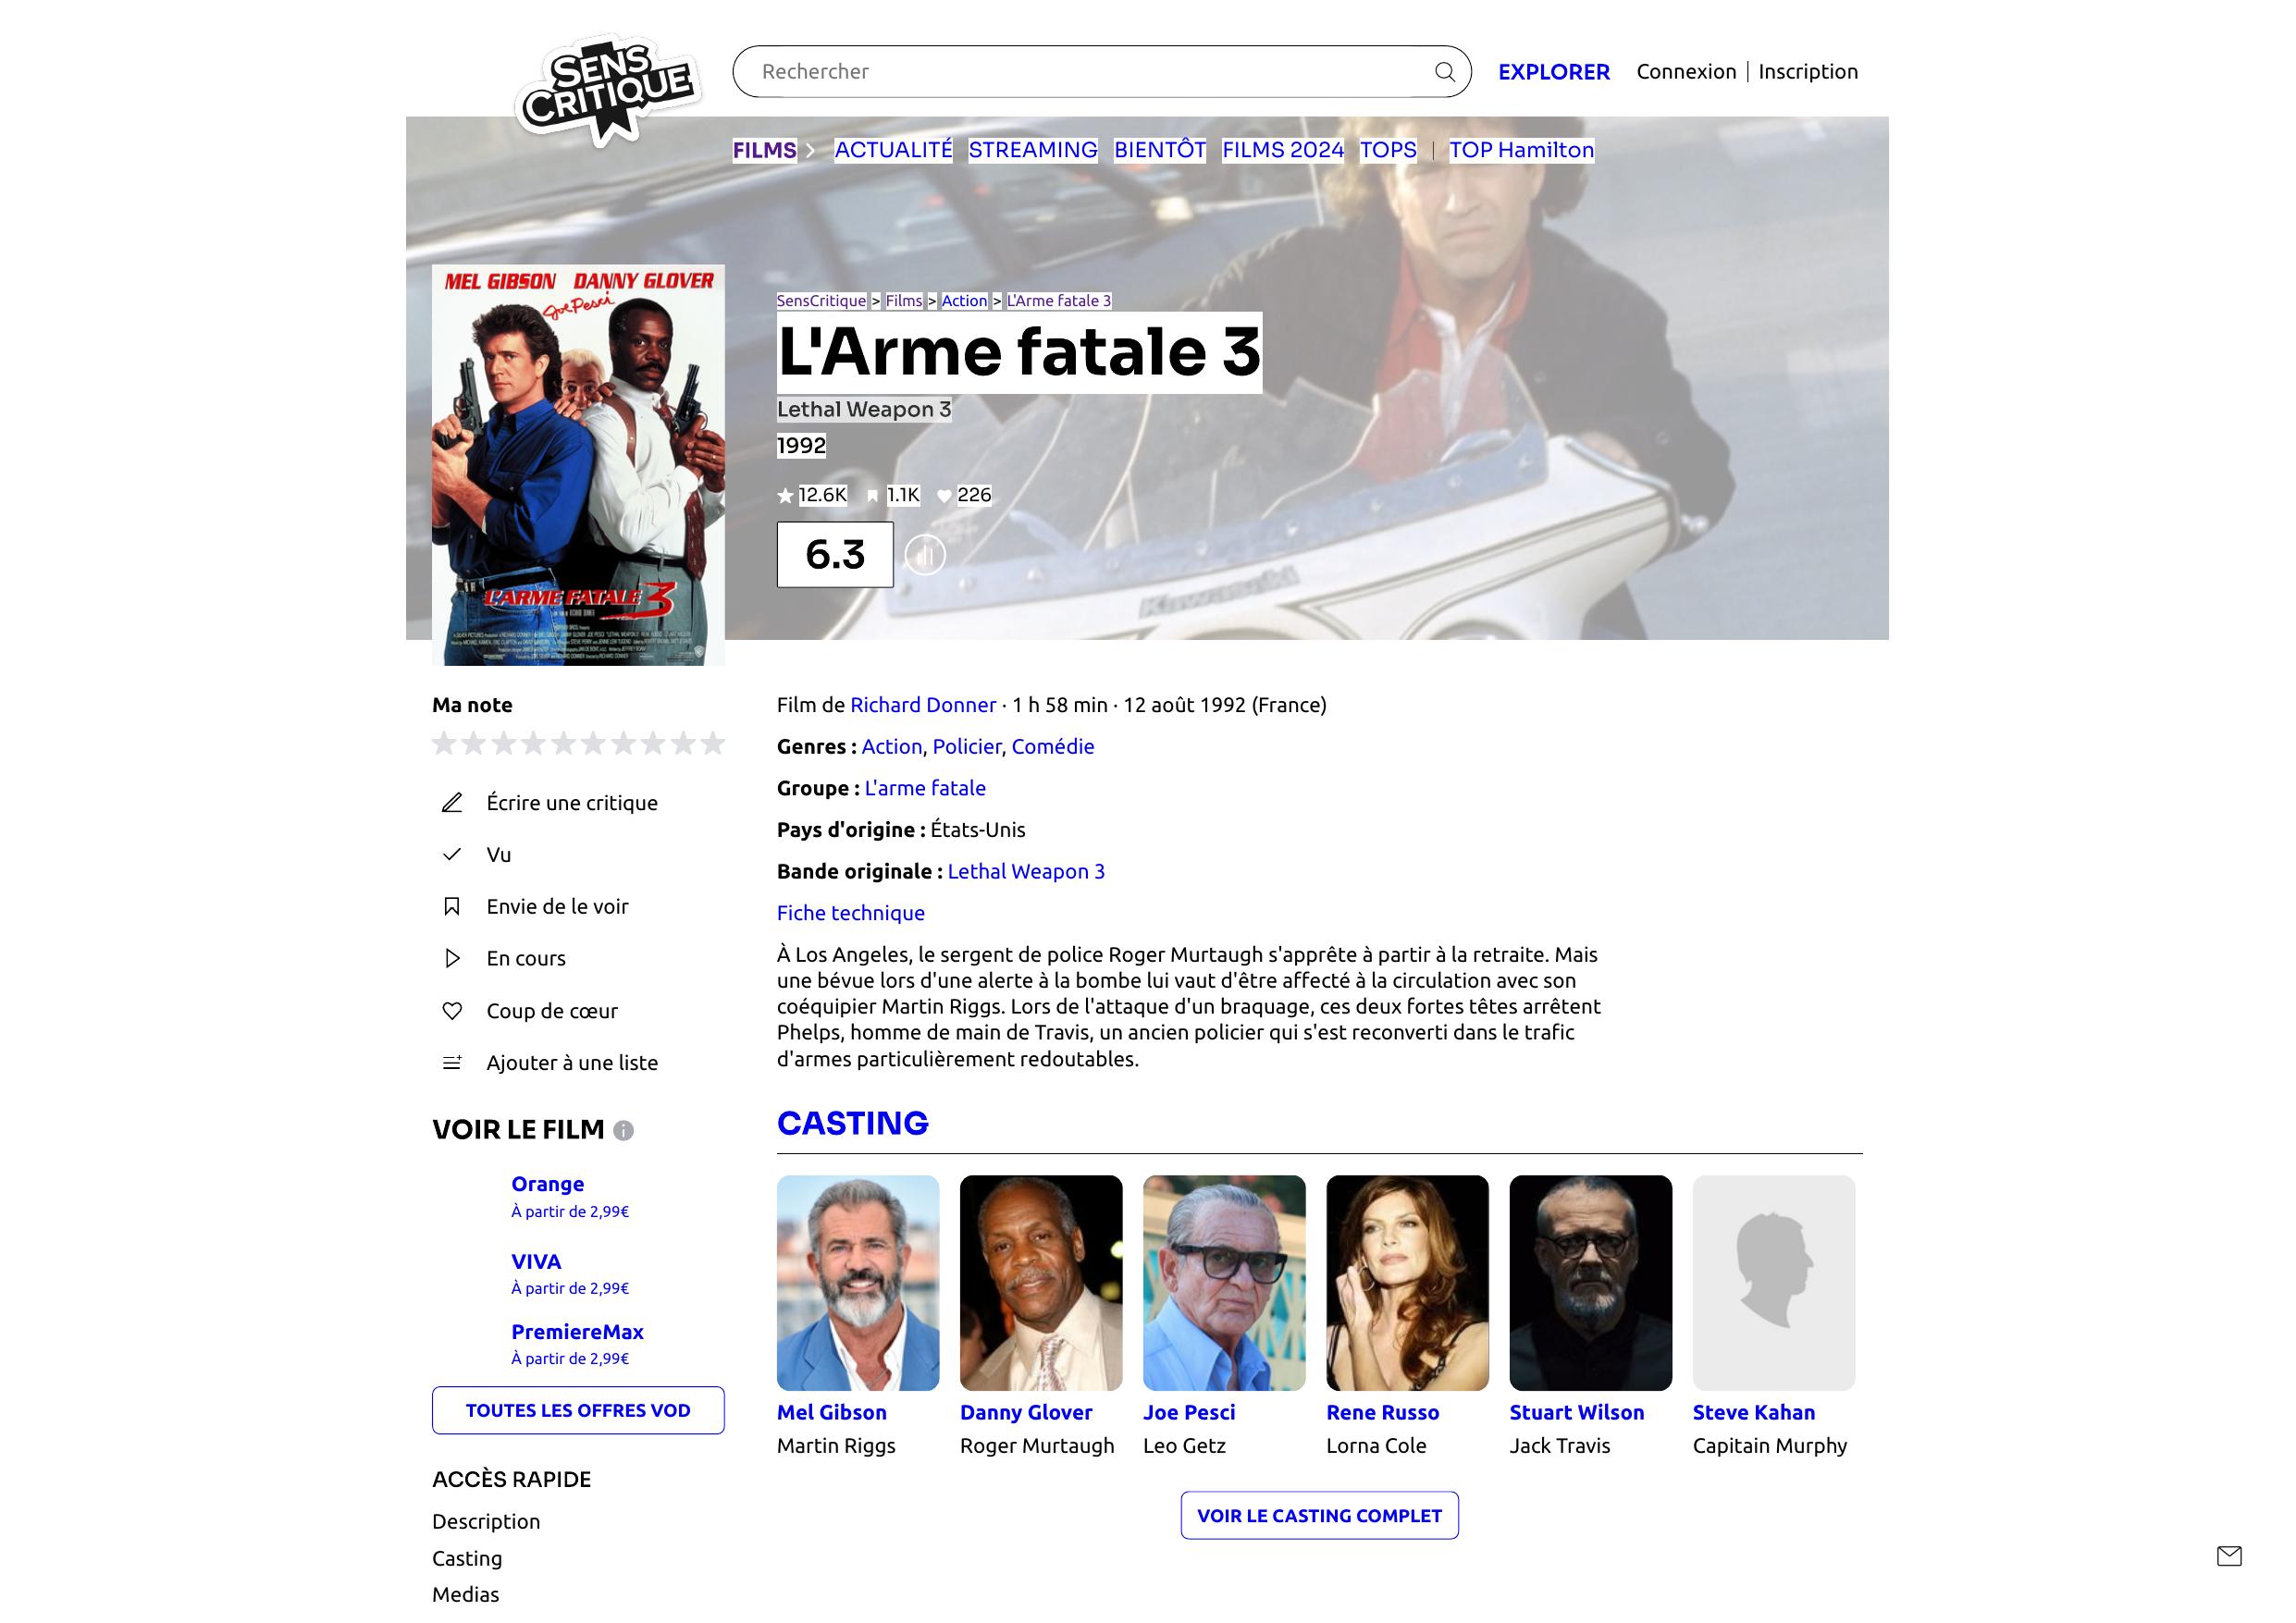 SENS
CRITIQUE
Rechercher
EXPLORER
Connexion | Inscription
FILMS
ACTUALITÉ
STREAMING
BIENTÔT
FILMS 2024
TOPS
|
TOP Hamilton
MEL GIBSON DANNY GLOVER
Joe Pesci
L'ARME FATALE 3
SensCritique > Films > Action > L'Arme fatale 3
L'Arme fatale 3
Lethal Weapon 3
1992
12.6K
1.1K
226
6.3
Kawasaki
Ma note
Écrire une critique
Vu
Envie de le voir
En cours
Coup de cœur
Ajouter à une liste
VOIR LE FILM
Orange
À partir de 2,99€
VIVA
À partir de 2,99€
PremiereMax
À partir de 2,99€
TOUTES LES OFFRES VOD
ACCÈS RAPIDE
Description
Casting
Medias
Film de Richard Donner · 1 h 58 min · 12 août 1992 (France)
Genres : Action, Policier, Comédie
Groupe : L'arme fatale
Pays d'origine : États-Unis
Bande originale : Lethal Weapon 3
Fiche technique
À Los Angeles, le sergent de police Roger Murtaugh s'apprête à partir à la retraite. Mais
une bévue lors d'une alerte à la bombe lui vaut d'être affecté à la circulation avec son
coéquipier Martin Riggs. Lors de l'attaque d'un braquage, ces deux fortes têtes arrêtent
Phelps, homme de main de Travis, un ancien policier qui s'est reconverti dans le trafic
d'armes particulièrement redoutables.
CASTING
Mel Gibson
Martin Riggs
Danny Glover
Roger Murtaugh
Joe Pesci
Leo Getz
Rene Russo
Lorna Cole
Stuart Wilson
Jack Travis
Steve Kahan
Capitain Murphy
VOIR LE CASTING COMPLET